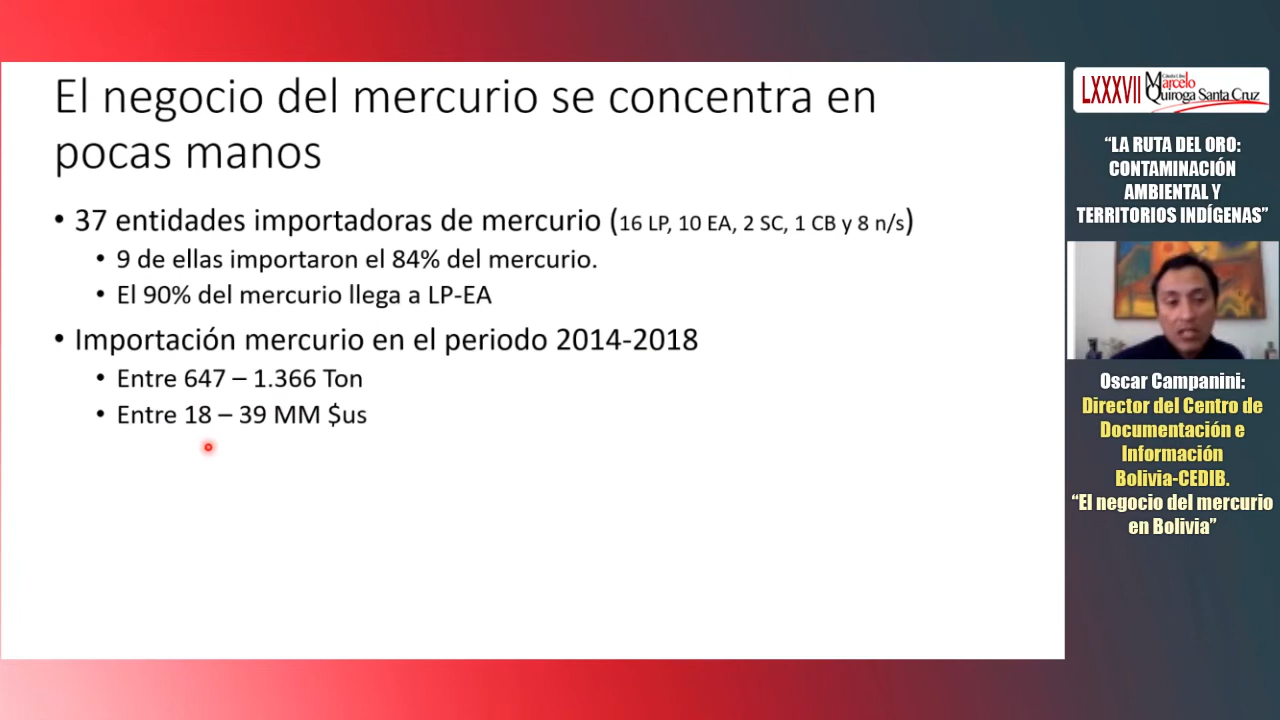 El negocio del mercurio se concentra en
pocas manos
• 37 entidades importadoras de mercurio (16 LP, 10 EA, 2 SC, 1 CB y 8 n/s)
• 9 de ellas importaron el 84% del mercurio.
• El 90% del mercurio llega a LP-EA
• Importación mercurio en el periodo 2014-2018
• Entre 647 – 1.366 Ton
• Entre 18 – 39 MM $us
LXXXVII
Cátedra Libre
Marcelo
Quiroga Santa Cruz
“LA RUTA DEL ORO:
CONTAMINACIÓN
AMBIENTAL Y
TERRITORIOS INDÍGENAS”
Oscar Campanini:
Director del Centro de
Documentación e
Información
Bolivia-CEDIB.
“El negocio del mercurio
en Bolivia”